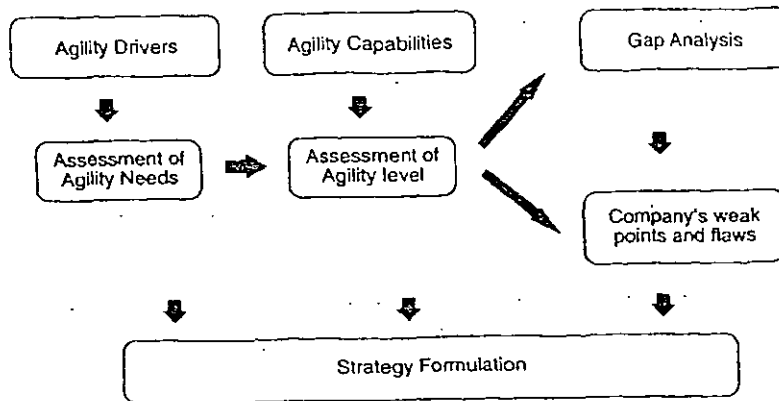 Agility Drivers
Agility Capabilities
Gap Analysis
Assessment of
Agility Needs
Assessment of
Agility level
Company's weak
points and flaws
Strategy Formulation